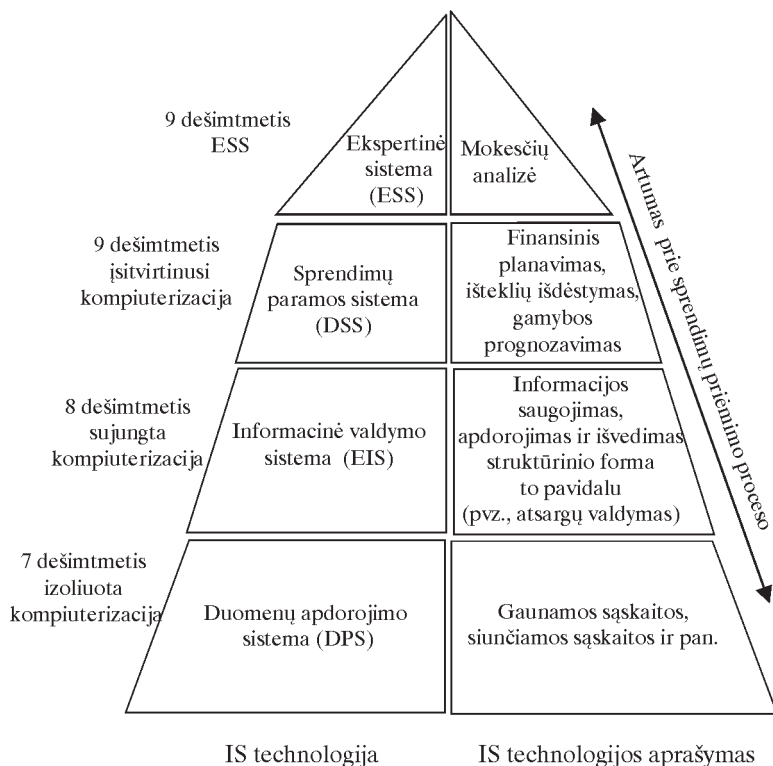 9 dešimtmetis
ESS
Ekspertinė
sistema
(ESS)
Mokesčių
analizė
9 dešimtmetis
įsitvirtinusi
kompiuterizacija
Sprendimų
paramos sistema
(DSS)
Finansinis
planavimas,
išteklių išdėstymas,
gamybos
prognozavimas
8 dešimtmetis
sujungta
kompiuterizacija
Informacinė valdymo
sistema (EIS)
Informacijos
saugojimas,
apdorojimas ir išvedimas
struktūrinio forma
to pavidalu
(pvz., atsargų valdymas)
7 dešimtmetis
izoliuota
kompiuterizacija
Duomenų apdorojimo
sistema (DPS)
Gaunamos sąskaitos,
siunčiamos sąskaitos ir pan.
Artumas prie sprendimų priėmimo proceso
IS technologija
IS technologijos aprašymas